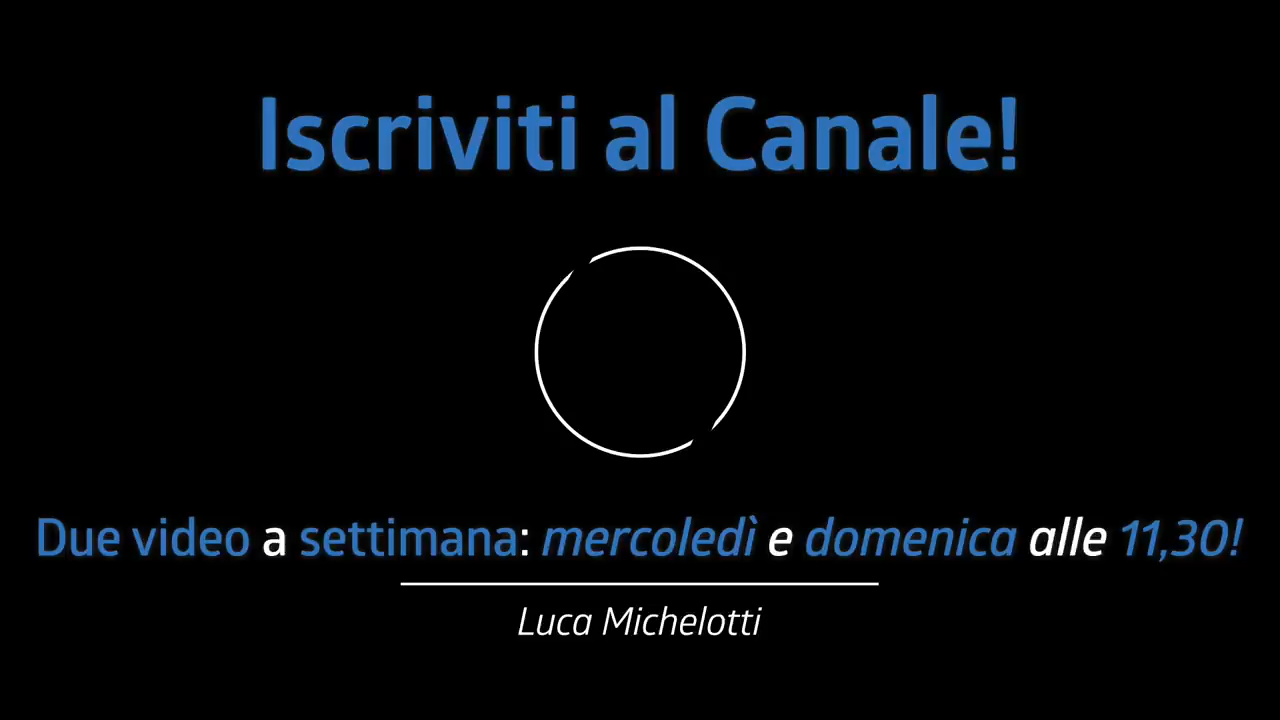 Iscriviti al Canale!
Due video a settimana: mercoledì e domenica alle 11,30!
Luca Michelotti